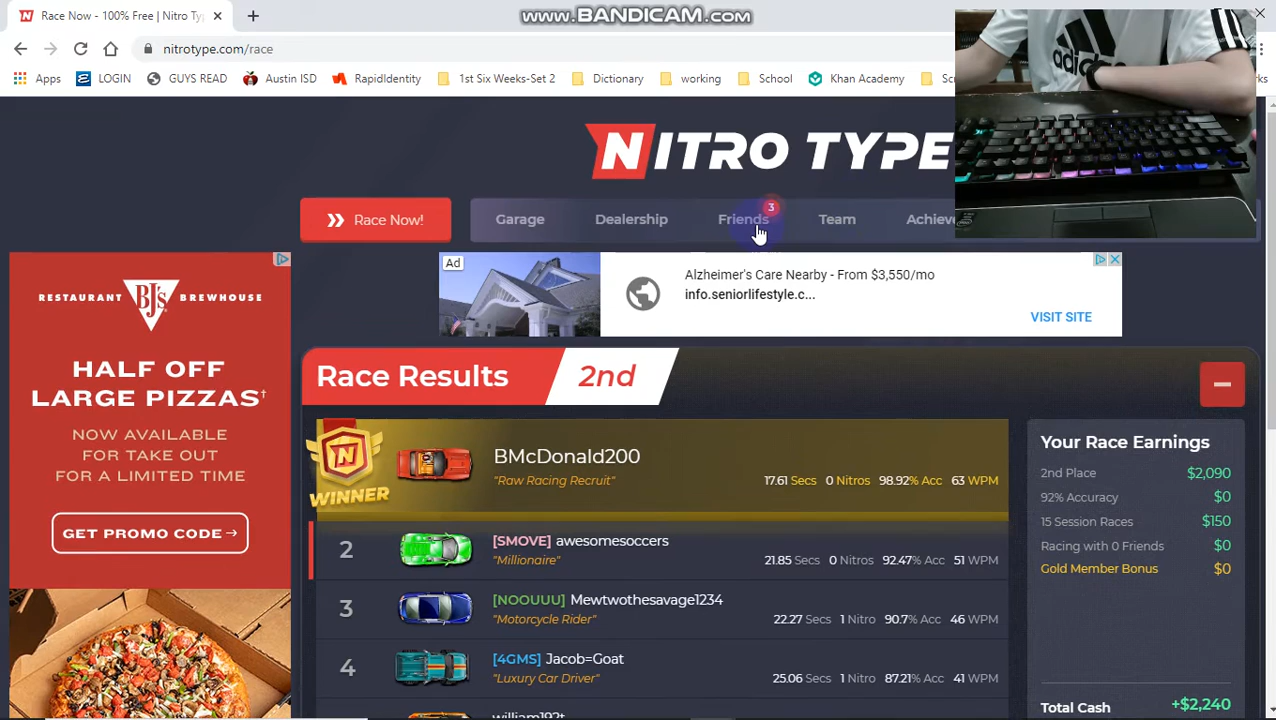 Race Now - 100% Free | Nitro Ty
www.BANDICAM.com
nitrotype.com/race
Apps
LOGIN
GUYS READ
Austin ISD
RapidIdentity
1st Six Weeks-Set 2
Dictionary
working
School
Khan Academy
NITRO TYPE
adidas
Race Now!
Garage
Dealership
Friends
3
Team
Achieve
RESTAURANT BJ's BREWHOUSE
HALF OFF
LARGE PIZZAS†
NOW AVAILABLE
FOR TAKE OUT
FOR A LIMITED TIME
GET PROMO CODE →
Ad
Alzheimer's Care Nearby - From $3,550/mo
info.seniorlifestyle.c...
VISIT SITE
Race Results
2nd
N
WINNER
BMcDonald200
"Raw Racing Recruit"
17.61 Secs 0 Nitros 98.92% Acc 63 WPM
2
[SMOVE] awesomesoccers
"Millionaire"
21.85 Secs 0 Nitros 92.47% Acc 51 WPM
3
[NOOUUU] Mewtwothesavage1234
"Motorcycle Rider"
22.27 Secs 1 Nitro 90.7% Acc 46 WPM
4
[4GMS] Jacob=Goat
"Luxury Car Driver"
25.06 Secs 1 Nitro 87.21% Acc 41 WPM
william192t
Your Race Earnings
2nd Place $2,090
92% Accuracy $0
15 Session Races $150
Racing with 0 Friends $0
Gold Member Bonus $0
Total Cash +$2,240